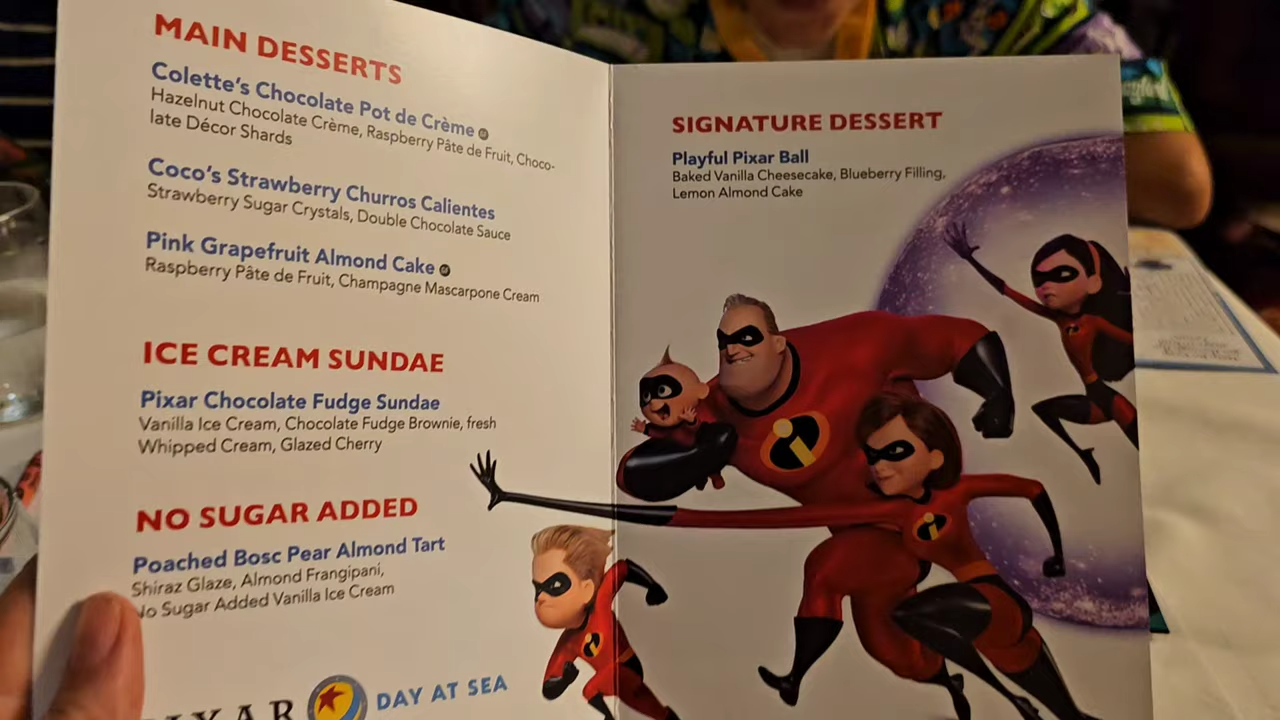 MAIN DESSERTS
Colette's Chocolate Pot de Crème
Hazelnut Chocolate Crème, Raspberry Pâte de Fruit, Choco-
late Décor Shards
Coco's Strawberry Churros Calientes
Strawberry Sugar Crystals, Double Chocolate Sauce
Pink Grapefruit Almond Cake
Raspberry Pâte de Fruit, Champagne Mascarpone Cream
ICE CREAM SUNDAE
Pixar Chocolate Fudge Sundae
Vanilla Ice Cream, Chocolate Fudge Brownie, fresh
Whipped Cream, Glazed Cherry
NO SUGAR ADDED
Poached Bosc Pear Almond Tart
Shiraz Glaze, Almond Frangipani,
No Sugar Added Vanilla Ice Cream
PIXAR DAY AT SEA
SIGNATURE DESSERT
Playful Pixar Ball
Baked Vanilla Cheesecake, Blueberry Filling,
Lemon Almond Cake